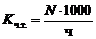 Kч.т. = N·1000 / ч